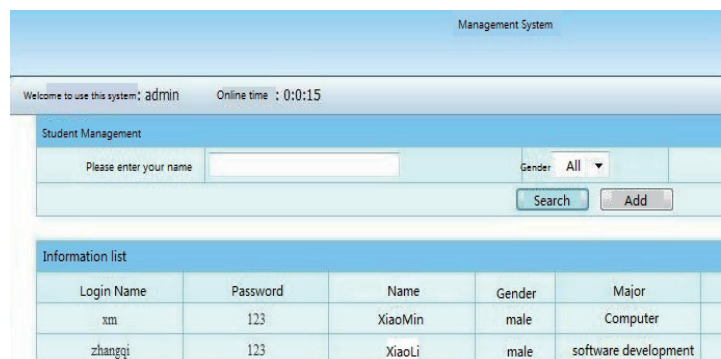 Management System
Welcome to use this system: admin Online time : 0:0:15
Student Management
Please enter your name Gender All
Search Add
Information list
Login Name Password Name Gender Major
xm 123 XiaoMin male Computer
zhangqi 123 XiaoLi male software development